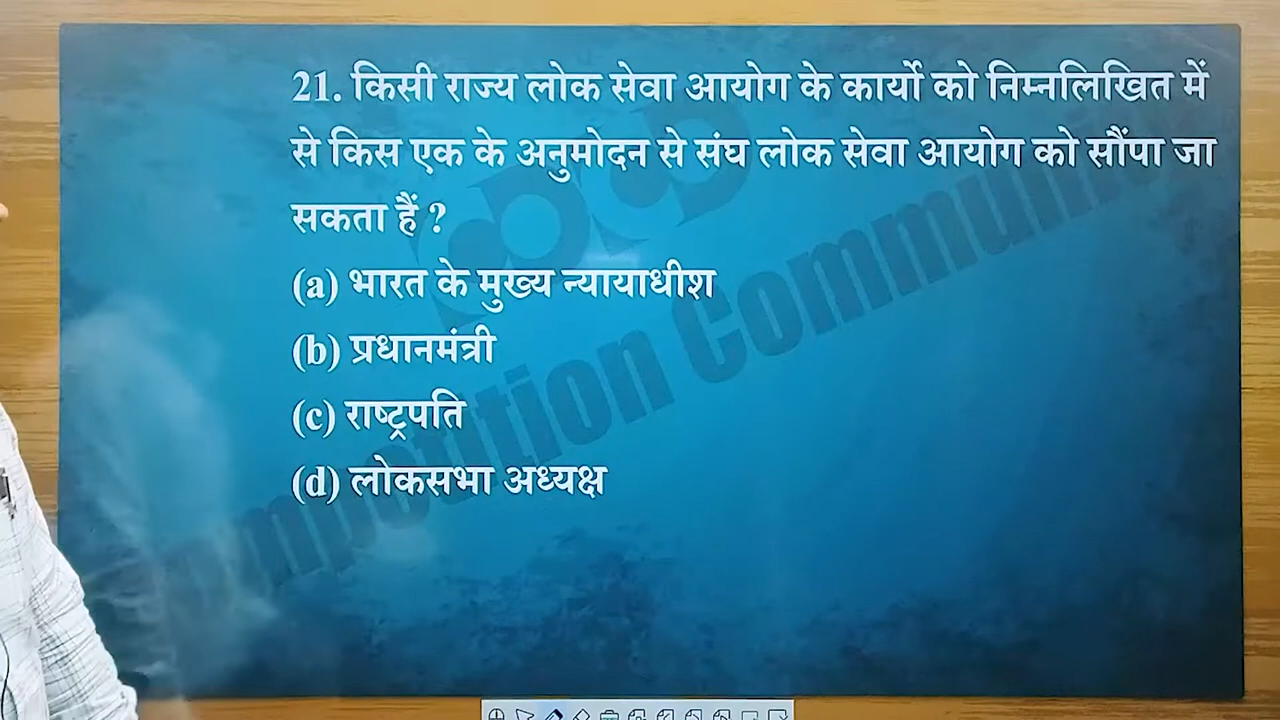 21. किसी राज्य लोक सेवा आयोग के कार्यो को निम्नलिखित में
से किस एक के अनुमोदन से संघ लोक सेवा आयोग को सौंपा जा
सकता हैं ?
(a) भारत के मुख्य न्यायाधीश
(b) प्रधानमंत्री
(c) राष्ट्रपति
(d) लोकसभा अध्यक्ष